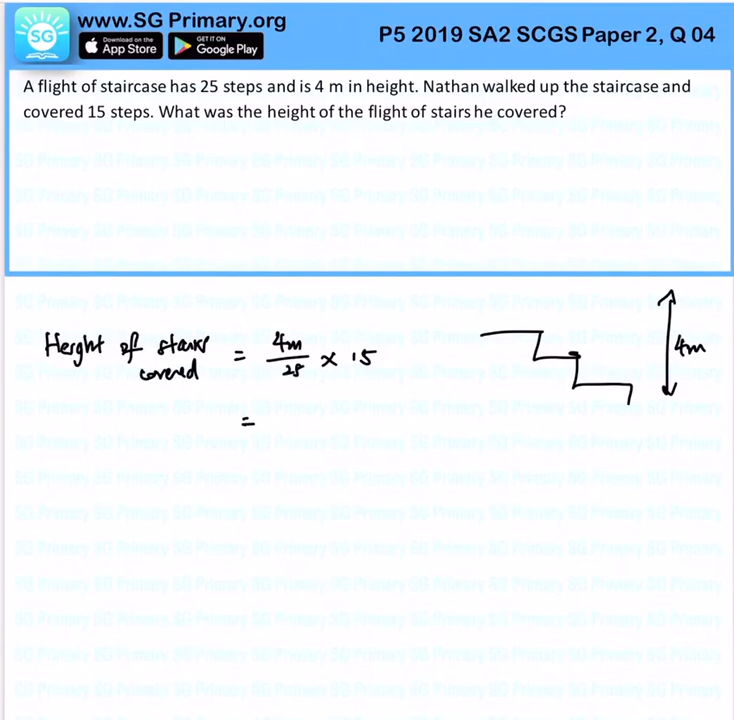 www.SG Primary.org
P5 2019 SA2 SCGS Paper 2, Q 04
SG
Download on the
App Store
GET IT ON
Google Play
A flight of staircase has 25 steps and is 4 m in height. Nathan walked up the staircase and
covered 15 steps. What was the height of the flight of stairs he covered?
Height of stairs
covered
= 4m/25 × 15
4m
=